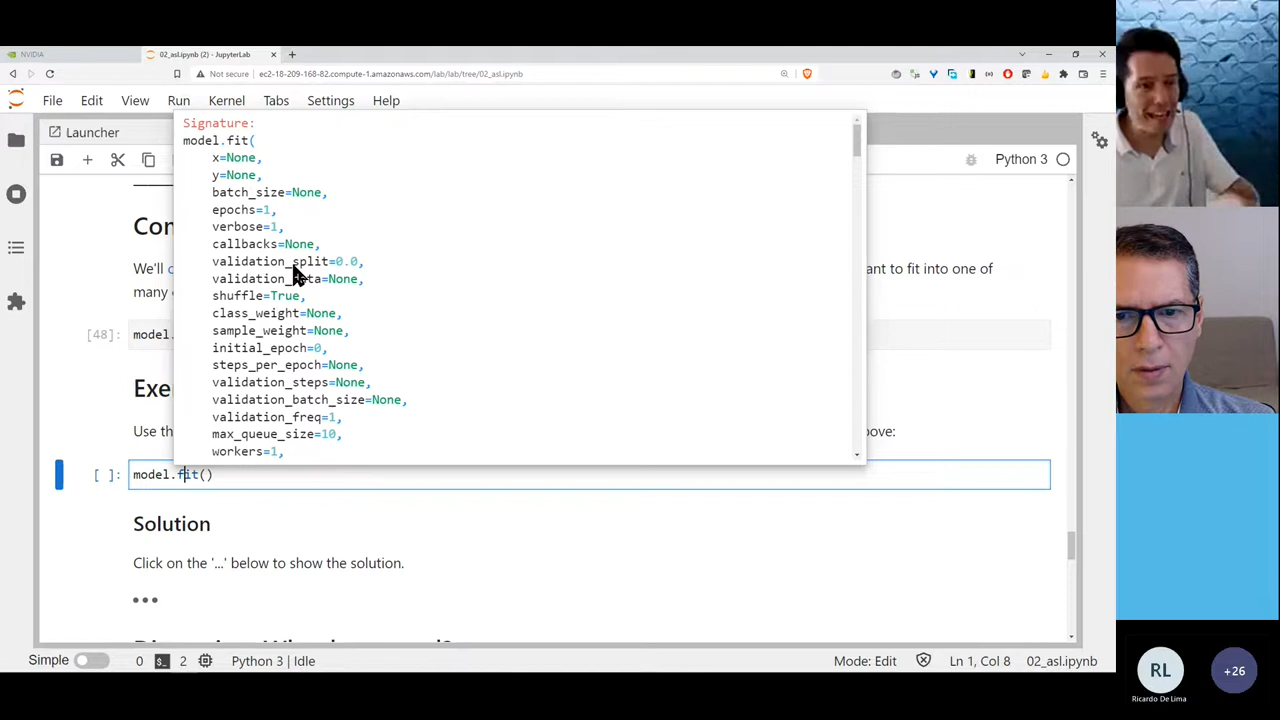 NVIDIA
02_asl.ipynb (2) - JupyterLab
Not secure
ec2-18-209-168-82.compute-1.amazonaws.com/lab/lab/tree/02_asl.ipynb
File Edit View Run Kernel Tabs Settings Help
Launcher
Python 3
Signature:
model.fit(
x=None,
y=None,
batch_size=None,
epochs=1,
verbose=1,
callbacks=None,
validation_split=0.0,
validation_data=None,
shuffle=True,
class_weight=None,
sample_weight=None,
initial_epoch=0,
steps_per_epoch=None,
validation_steps=None,
validation_batch_size=None,
validation_freq=1,
max_queue_size=10,
workers=1,
Con
We'll
ant to fit into one of
many
[48]: model.
Exe
Use th
bove:
[ ]: model.fit()
Solution
Click on the '...' below to show the solution.
•••
Simple 0 2 Python 3 | Idle Mode: Edit Ln 1, Col 8 02_asl.ipynb
RL
Ricardo De Lima
+26